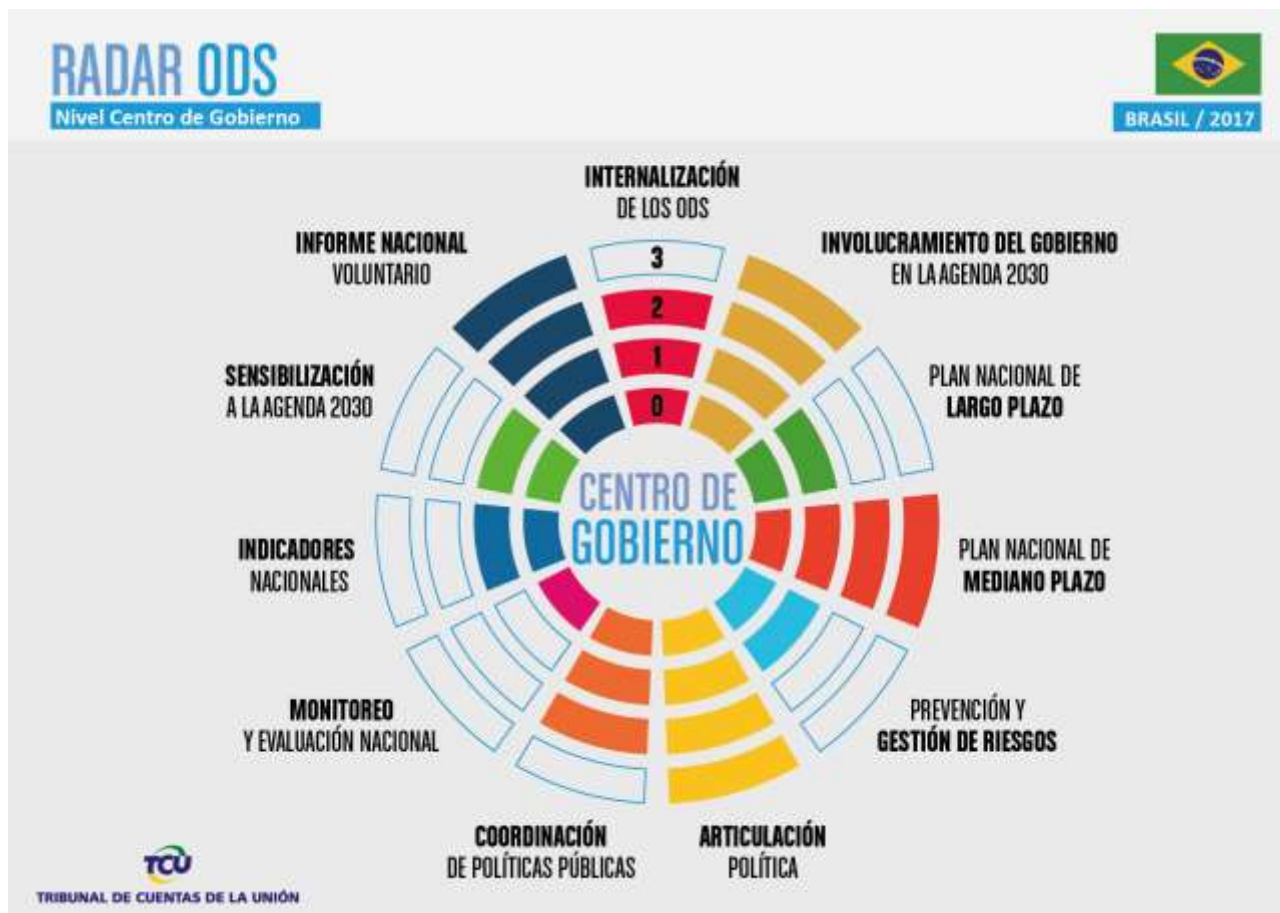 RADAR ODS
Nivel Centro de Gobierno
BRASIL / 2017
INTERNALIZACIÓN
DE LOS ODS
INFORME NACIONAL
VOLUNTARIO
INVOLUCRAMIENTO DEL GOBIERNO
EN LA AGENDA 2030
3
2
1
0
SENSIBILIZACIÓN
A LA AGENDA 2030
PLAN NACIONAL DE
LARGO PLAZO
CENTRO DE
GOBIERNO
INDICADORES
NACIONALES
PLAN NACIONAL DE
MEDIANO PLAZO
MONITOREO
Y EVALUACIÓN NACIONAL
PREVENCIÓN Y
GESTIÓN DE RIESGOS
COORDINACIÓN
DE POLÍTICAS PÚBLICAS
ARTICULACIÓN
POLÍTICA
TCU
TRIBUNAL DE CUENTAS DE LA UNIÓN